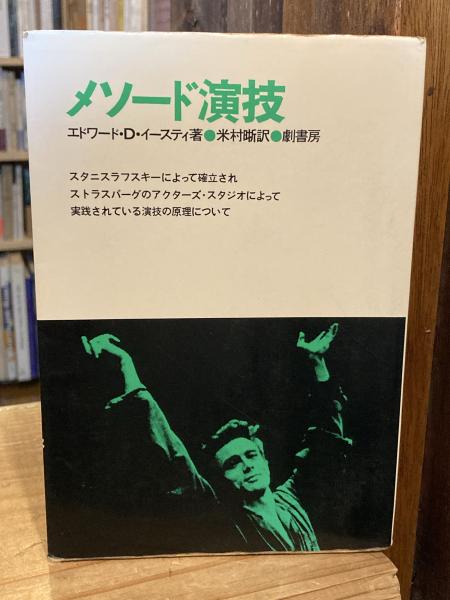 メソード演技
エドワード・D・イースティ著●米村晣訳●劇書房
スタニスラフスキーによって確立され
ストラスバーグのアクターズ・スタジオによって
実践されている演技の原理について